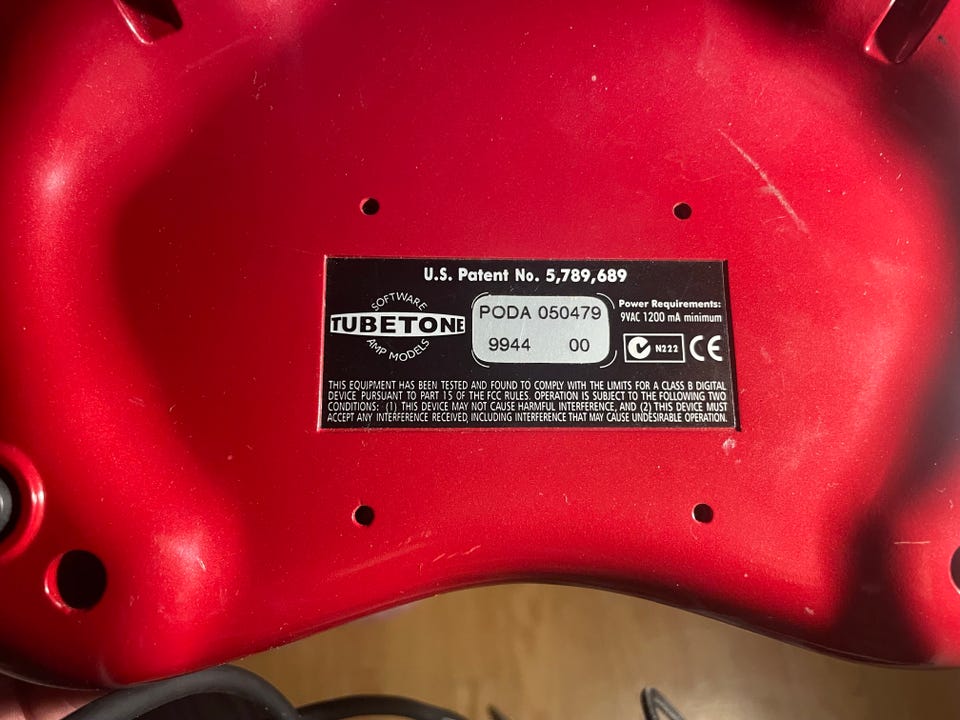 U.S. Patent No. 5,789,689
SOFTWARE
TUBETONE
AMP MODELS
PODA 050479
9944 00
Power Requirements:
9VAC 1200 mA minimum
N222 CE
THIS EQUIPMENT HAS BEEN TESTED AND FOUND TO COMPLY WITH THE LIMITS FOR A CLASS B DIGITAL
DEVICE PURSUANT TO PART 15 OF THE FCC RULES. OPERATION IS SUBJECT TO THE FOLLOWING TWO
CONDITIONS: (1) THIS DEVICE MAY NOT CAUSE HARMFUL INTERFERENCE, AND (2) THIS DEVICE MUST
ACCEPT ANY INTERFERENCE RECEIVED, INCLUDING INTERFERENCE THAT MAY CAUSE UNDESIRABLE OPERATION.